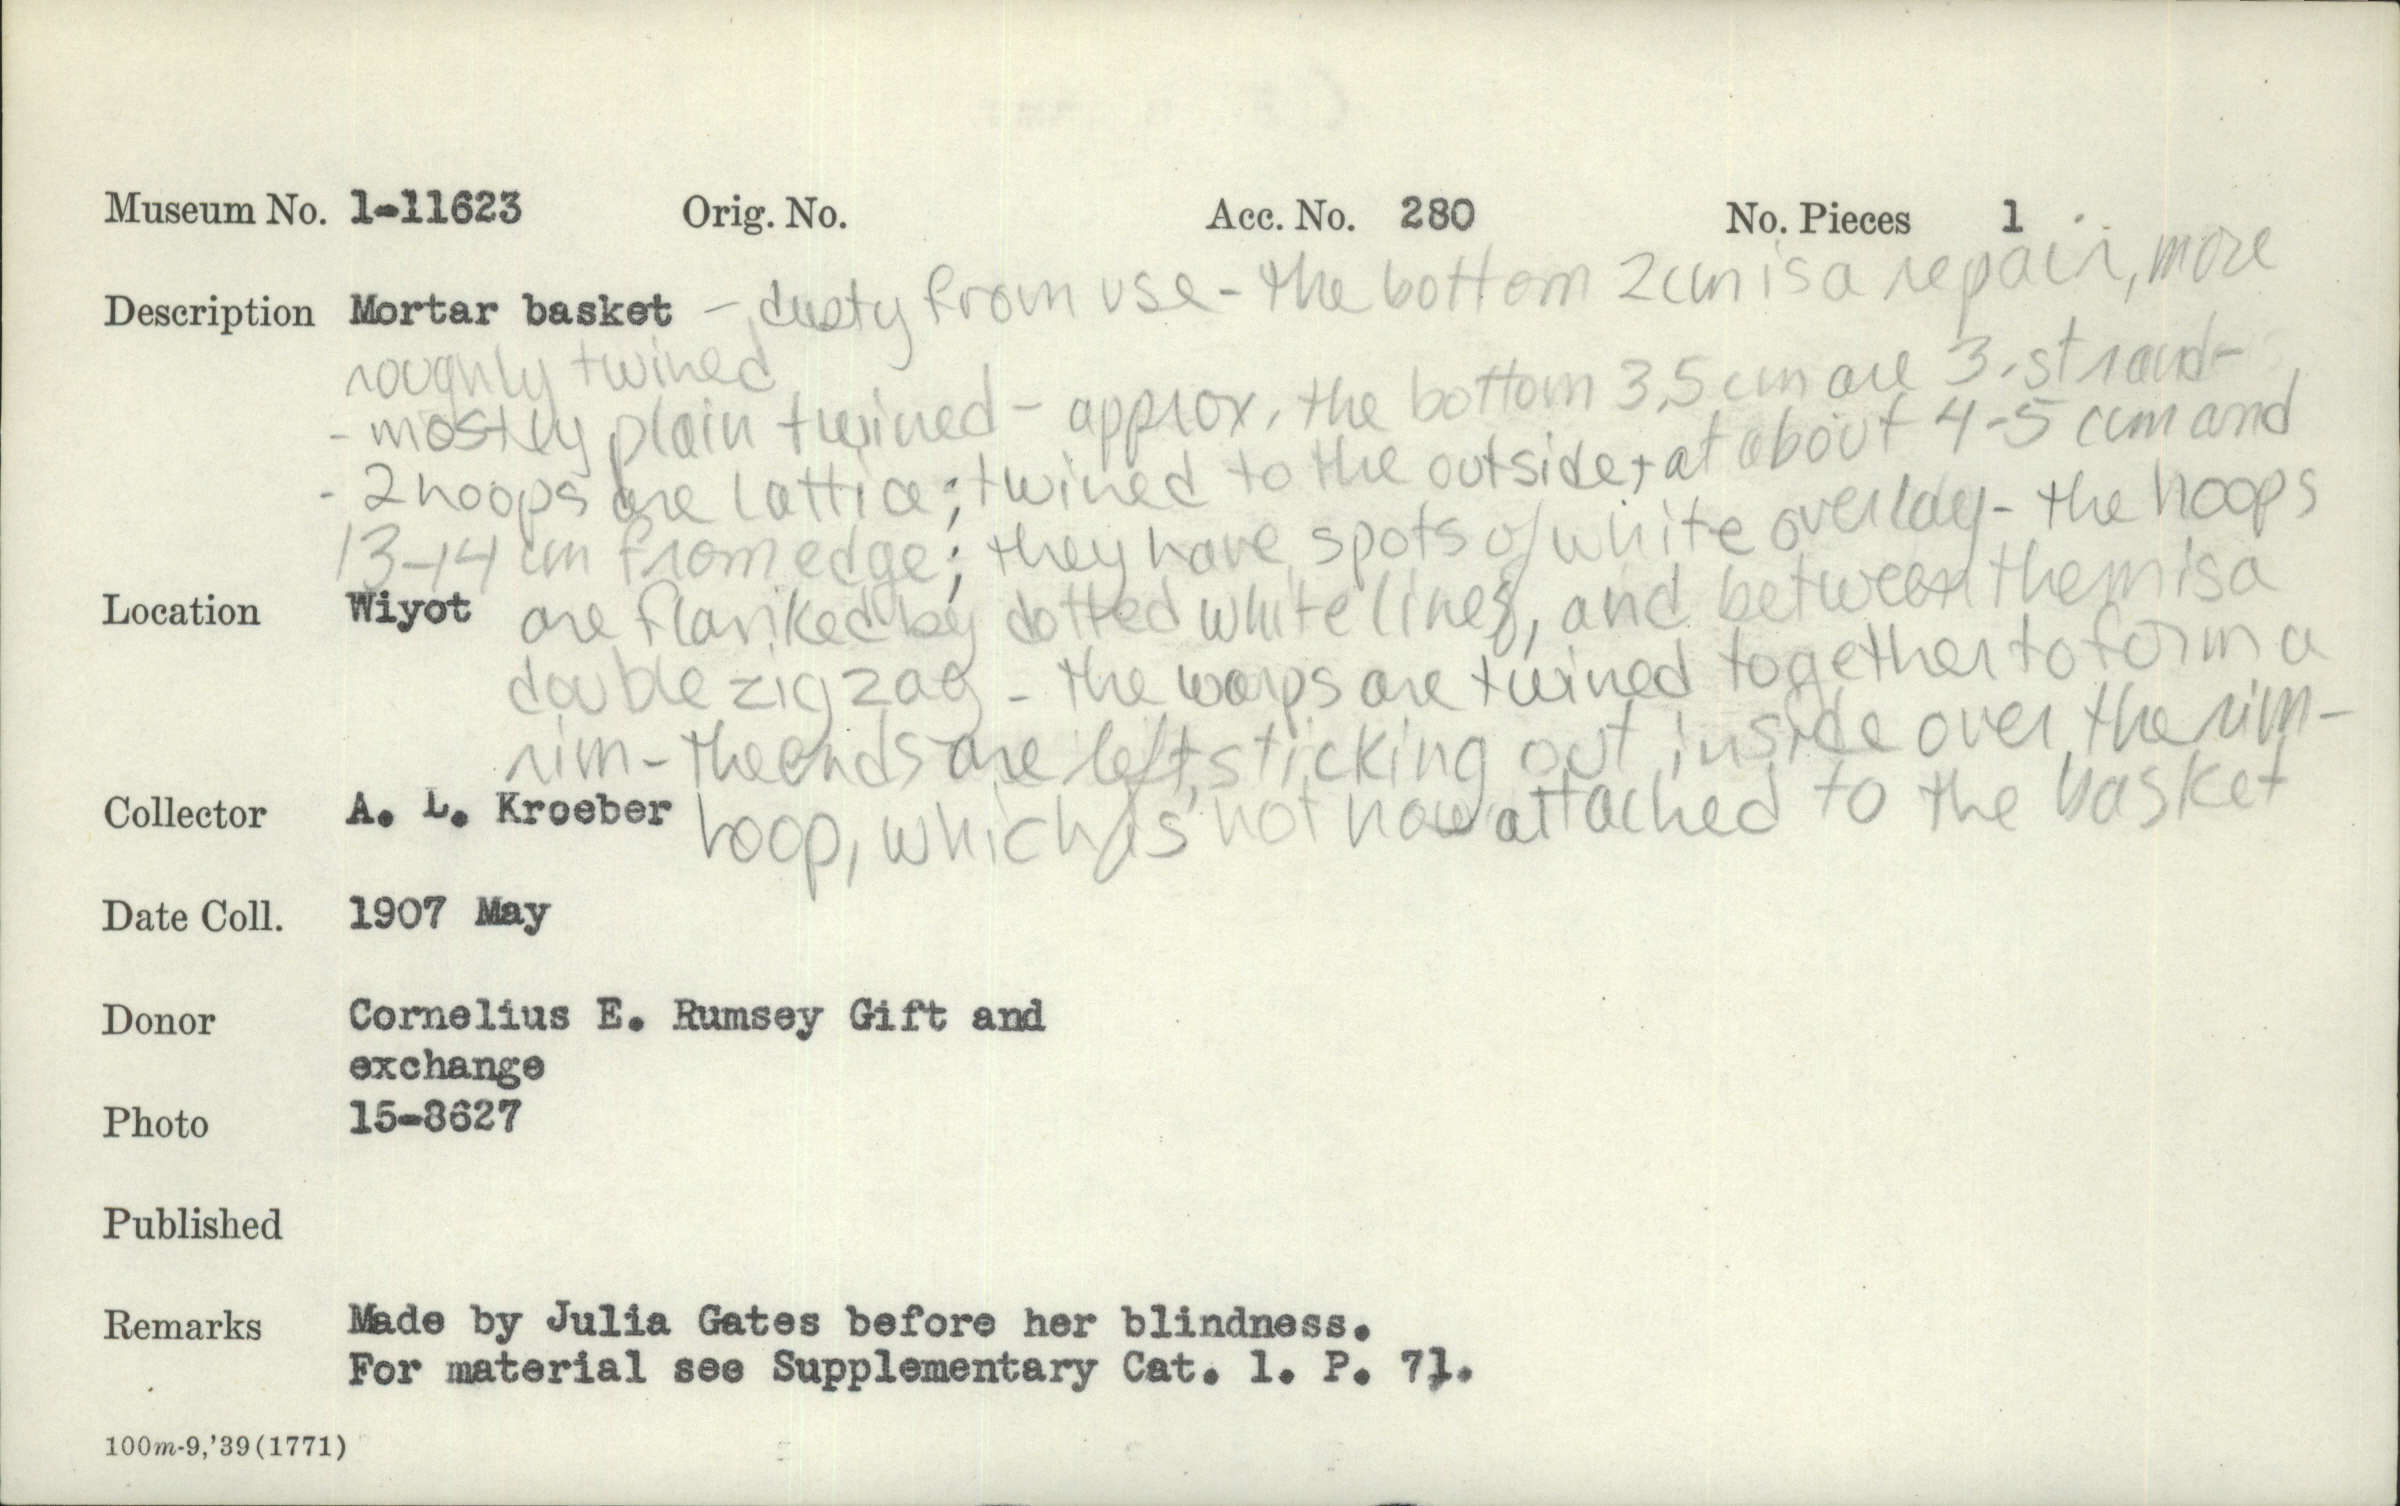 Museum No. 1-11623 Orig. No. Acc. No. 280 No. Pieces 1
Description Mortar basket – dusty from use - the bottom 2cm is a repair, more
roughly twined
- mostly plain twined - approx. the bottom 3.5 cm are 3-strand-
- 2 hoops are lattice; twined to the outside, at about 4-5 cm and
13-14 cm from edge; they have spots of white overlay - the hoops
Location Wiyot are flanked by dotted white lines, and between them is a
double zigzag - the warps are twined together to form a
rim - the ends are left sticking out inside over the rim-
Collector A. L. Kroeber hoop, which is not now attached to the basket
Date Coll. 1907 May
Donor Cornelius E. Rumsey Gift and
exchange
Photo 15-8627
Published
Remarks Made by Julia Gates before her blindness.
For material see Supplementary Cat. 1. P. 71.
100m-9,'39(1771)